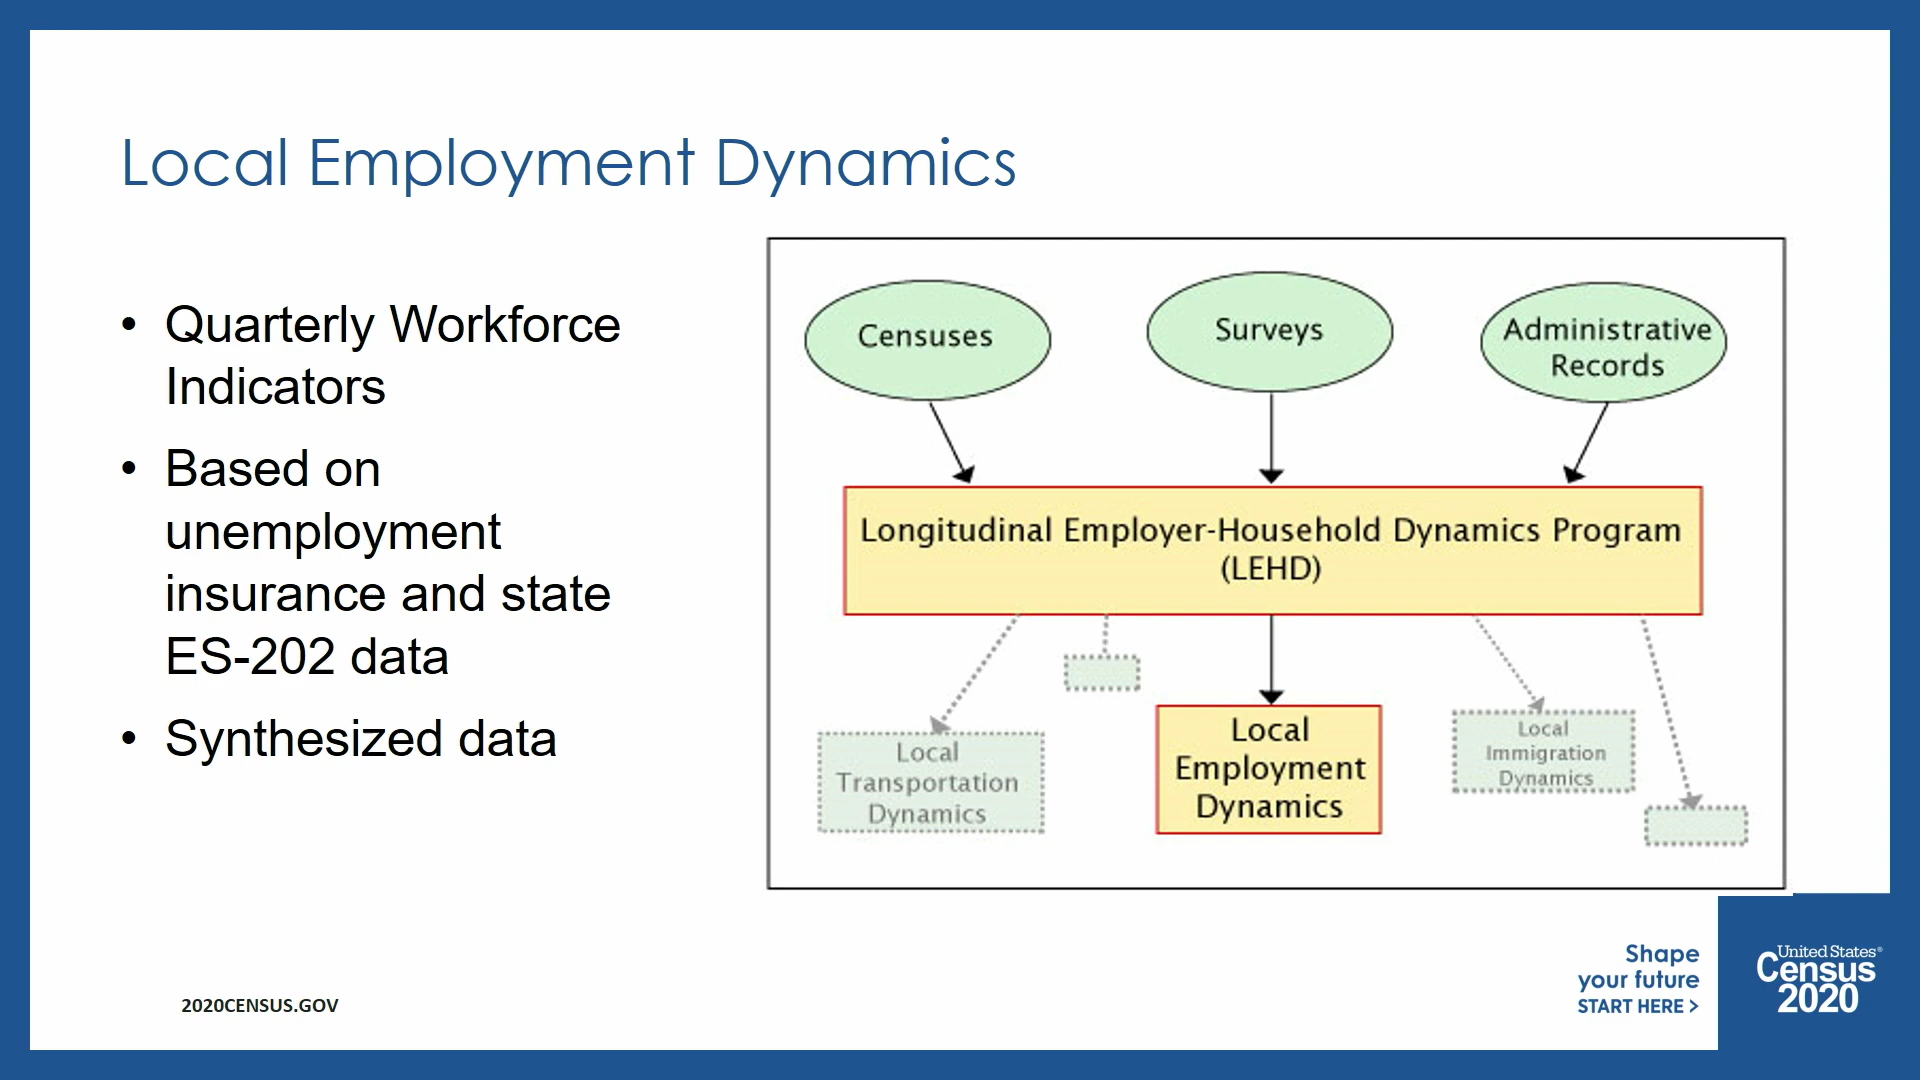 Local Employment Dynamics
• Quarterly Workforce
Indicators
• Based on
unemployment
insurance and state
ES-202 data
• Synthesized data
Censuses
Surveys
Administrative
Records
Longitudinal Employer-Household Dynamics Program
(LEHD)
Local
Transportation
Dynamics
Local
Employment
Dynamics
Local
Immigration
Dynamics
2020CENSUS.GOV
Shape
your future
START HERE >
United States®
Census
2020